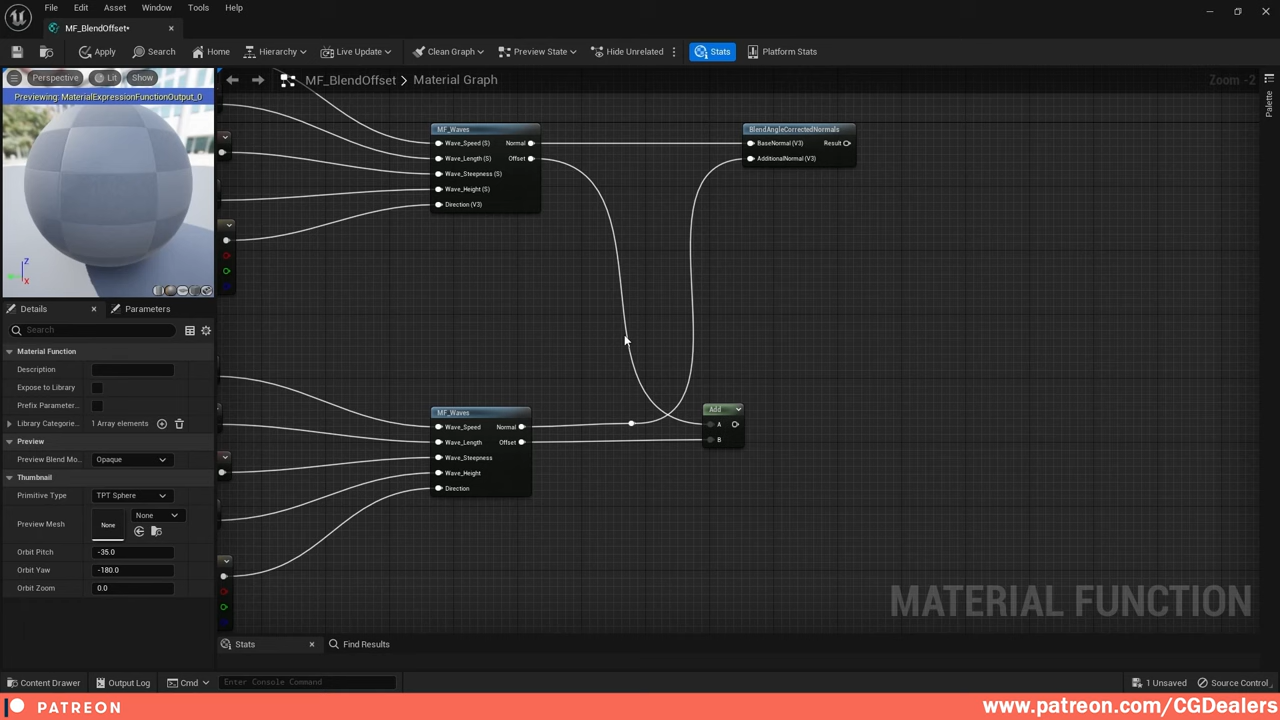 File Edit Asset Window Tools Help
MF_BlendOffset*
Apply Search Home Hierarchy Live Update Clean Graph Preview State Hide Unrelated Stats Platform Stats
Perspective Lit Show
MF_BlendOffset > Material Graph
Zoom -2
Palette
Previewing: MaterialExpressionFunctionOutput_0
Z
X
MF_Waves
Wave_Speed (S) Normal
Wave_Length (S) Offset
Wave_Steepness (S)
Wave_Height (S)
Direction (V3)
BlendAngleCorrectedNormals
BaseNormal (V3) Result
AdditionalNormal (V3)
Details Parameters
Search
Material Function
Description
Expose to Library
Prefix Parameter
Library Categorie 1 Array elements
Preview
Preview Blend Mo Opaque
Thumbnail
Primitive Type TPT Sphere
Preview Mesh None None
Orbit Pitch -35.0
Orbit Yaw -180.0
Orbit Zoom 0.0
MF_Waves
Wave_Speed Normal
Wave_Length Offset
Wave_Steepness
Wave_Height
Direction
Add
A
B
MATERIAL FUNCTION
Stats Find Results
Content Drawer Output Log Cmd Enter Console Command 1 Unsaved Source Control
PATREON www.patreon.com/CGDealers